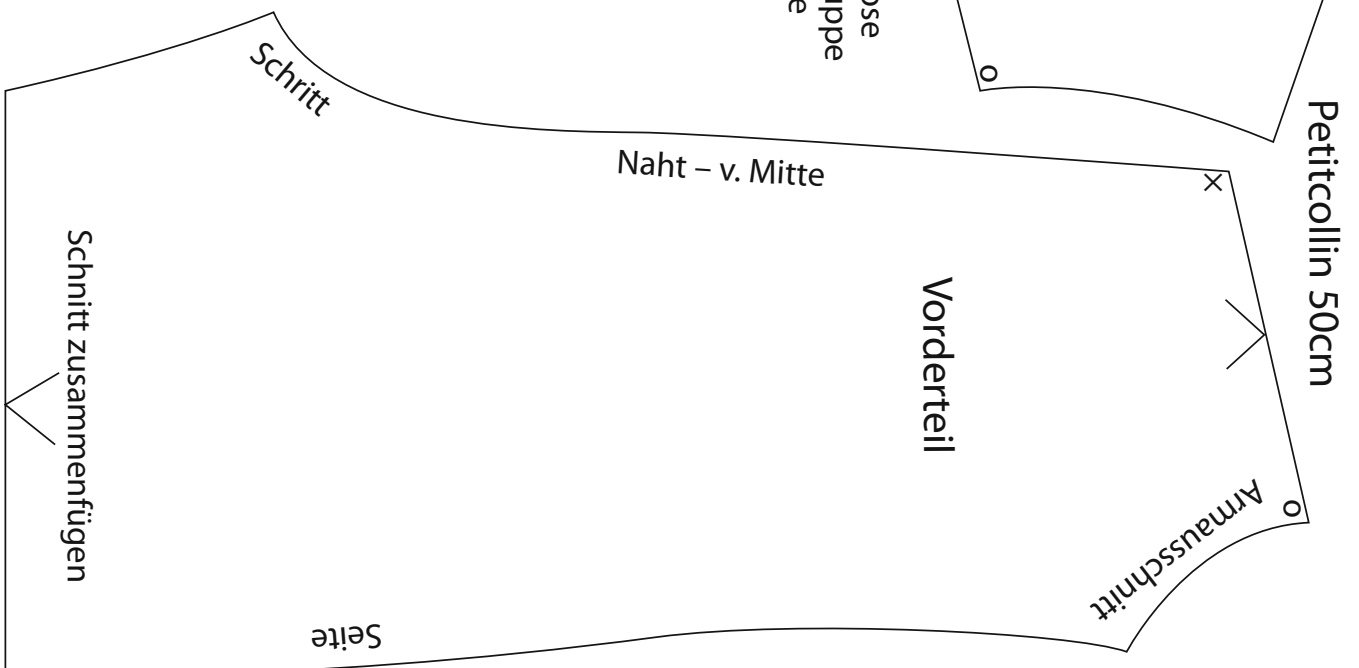 Petitcollin 50cm
o
Schritt
Naht – v. Mitte
x
Vorderteil
o
Armausschnitt
Schnitt zusammenfügen
Seite